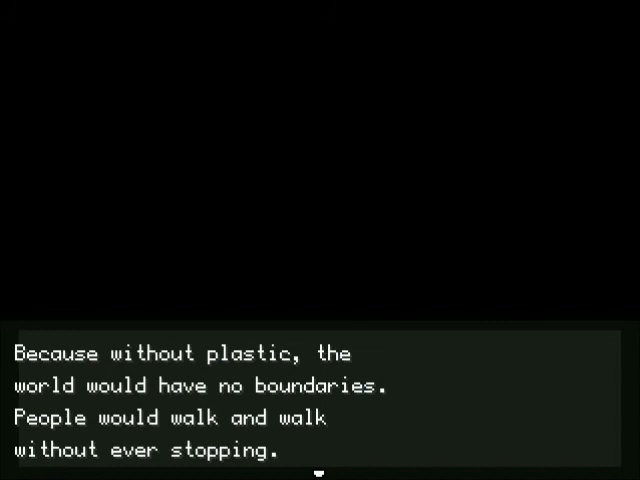 Because without plastic, the
world would have no boundaries.
People would walk and walk
without ever stopping.